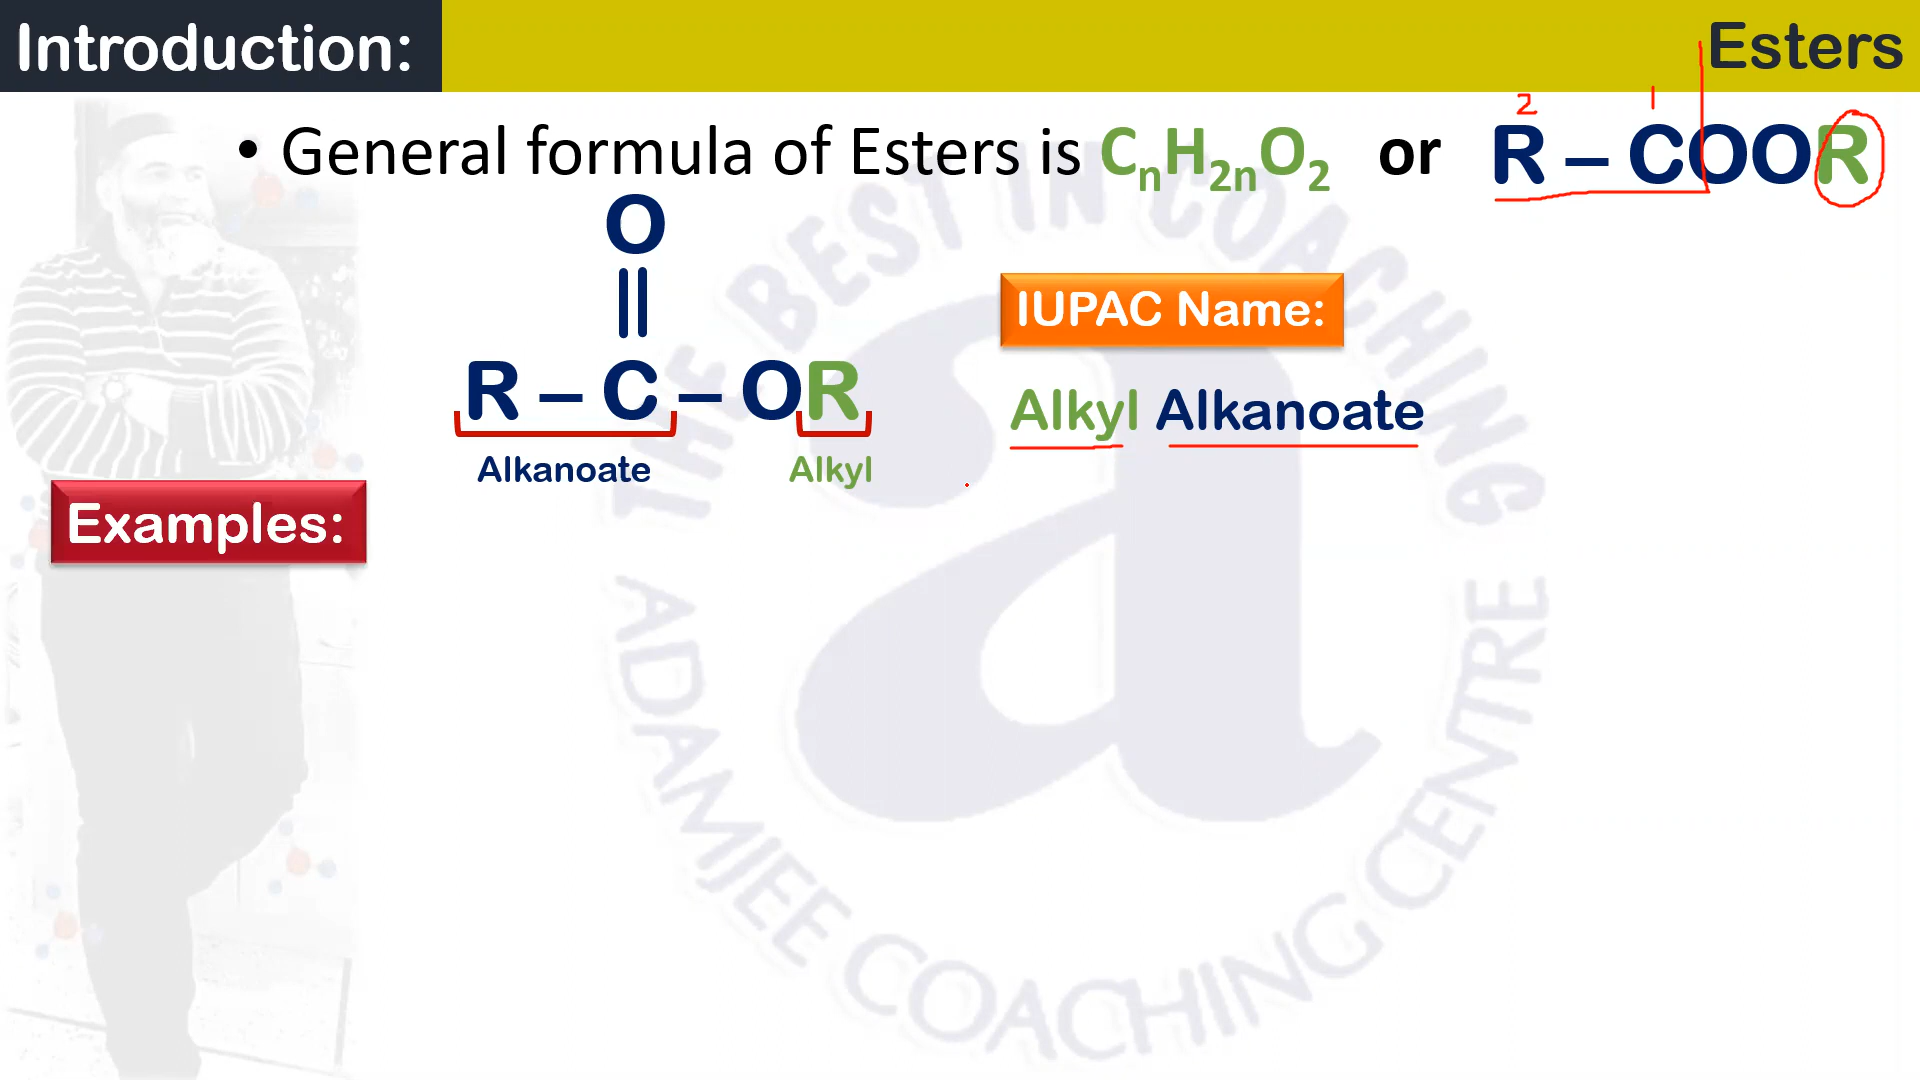 Introduction:
Esters
2 1
• General formula of Esters is CnH2nO2 or R – COOR
O
||
IUPAC Name:
R – C – OR
Alkyl Alkanoate
Alkanoate Alkyl
Examples:
THE BEST IN COACHING
a
ADAMJEE COACHING CENTRE